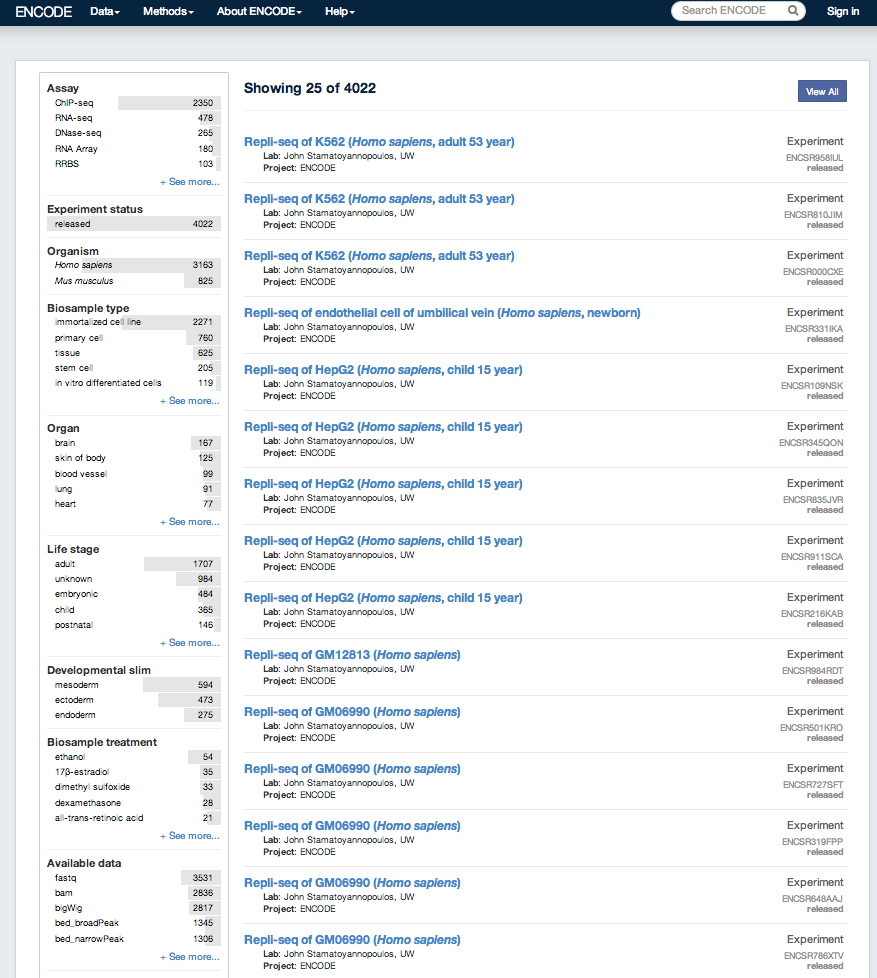 ENCODE Data Methods About ENCODE Help Search ENCODE Sign in
Assay
ChIP-seq 2350
RNA-seq 478
DNase-seq 265
RNA Array 180
RRBS 103
+ See more...
Experiment status
released 4022
Organism
Homo sapiens 3163
Mus musculus 825
Biosample type
immortalized cell line 2271
primary cell 760
tissue 625
stem cell 205
in vitro differentiated cells 119
+ See more...
Organ
brain 167
skin of body 125
blood vessel 99
lung 91
heart 77
+ See more...
Life stage
adult 1707
unknown 984
embryonic 484
child 365
postnatal 146
+ See more...
Developmental slim
mesoderm 594
ectoderm 473
endoderm 275
Biosample treatment
ethanol 54
17β-estradiol 35
dimethyl sulfoxide 33
dexamethasone 28
all-trans-retinoic acid 21
+ See more...
Available data
fastq 3531
bam 2836
bigWig 2817
bed_broadPeak 1345
bed_narrowPeak 1306
+ See more...
Showing 25 of 4022 View All
Repli-seq of K562 (Homo sapiens, adult 53 year) Experiment
Lab: John Stamatoyannopoulos, UW ENCSR958IUL
Project: ENCODE released
Repli-seq of K562 (Homo sapiens, adult 53 year) Experiment
Lab: John Stamatoyannopoulos, UW ENCSR810JIM
Project: ENCODE released
Repli-seq of K562 (Homo sapiens, adult 53 year) Experiment
Lab: John Stamatoyannopoulos, UW ENCSR000CXE
Project: ENCODE released
Repli-seq of endothelial cell of umbilical vein (Homo sapiens, newborn) Experiment
Lab: John Stamatoyannopoulos, UW ENCSR331IKA
Project: ENCODE released
Repli-seq of HepG2 (Homo sapiens, child 15 year) Experiment
Lab: John Stamatoyannopoulos, UW ENCSR109NSK
Project: ENCODE released
Repli-seq of HepG2 (Homo sapiens, child 15 year) Experiment
Lab: John Stamatoyannopoulos, UW ENCSR345QON
Project: ENCODE released
Repli-seq of HepG2 (Homo sapiens, child 15 year) Experiment
Lab: John Stamatoyannopoulos, UW ENCSR835JVR
Project: ENCODE released
Repli-seq of HepG2 (Homo sapiens, child 15 year) Experiment
Lab: John Stamatoyannopoulos, UW ENCSR911SCA
Project: ENCODE released
Repli-seq of HepG2 (Homo sapiens, child 15 year) Experiment
Lab: John Stamatoyannopoulos, UW ENCSR216KAB
Project: ENCODE released
Repli-seq of GM12813 (Homo sapiens) Experiment
Lab: John Stamatoyannopoulos, UW ENCSR984RDT
Project: ENCODE released
Repli-seq of GM06990 (Homo sapiens) Experiment
Lab: John Stamatoyannopoulos, UW ENCSR501KRO
Project: ENCODE released
Repli-seq of GM06990 (Homo sapiens) Experiment
Lab: John Stamatoyannopoulos, UW ENCSR727SFT
Project: ENCODE released
Repli-seq of GM06990 (Homo sapiens) Experiment
Lab: John Stamatoyannopoulos, UW ENCSR319FPP
Project: ENCODE released
Repli-seq of GM06990 (Homo sapiens) Experiment
Lab: John Stamatoyannopoulos, UW ENCSR648AAJ
Project: ENCODE released
Repli-seq of GM06990 (Homo sapiens) Experiment
Lab: John Stamatoyannopoulos, UW ENCSR786XTV
Project: ENCODE released